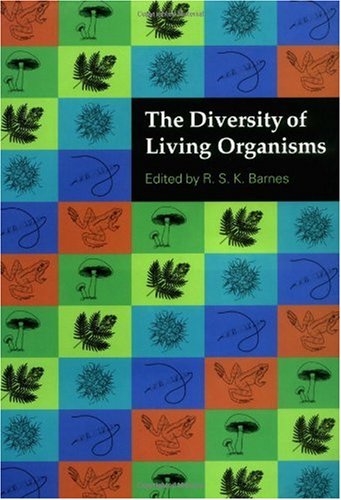 The Diversity of
Living Organisms
Edited by R. S. K. Barnes